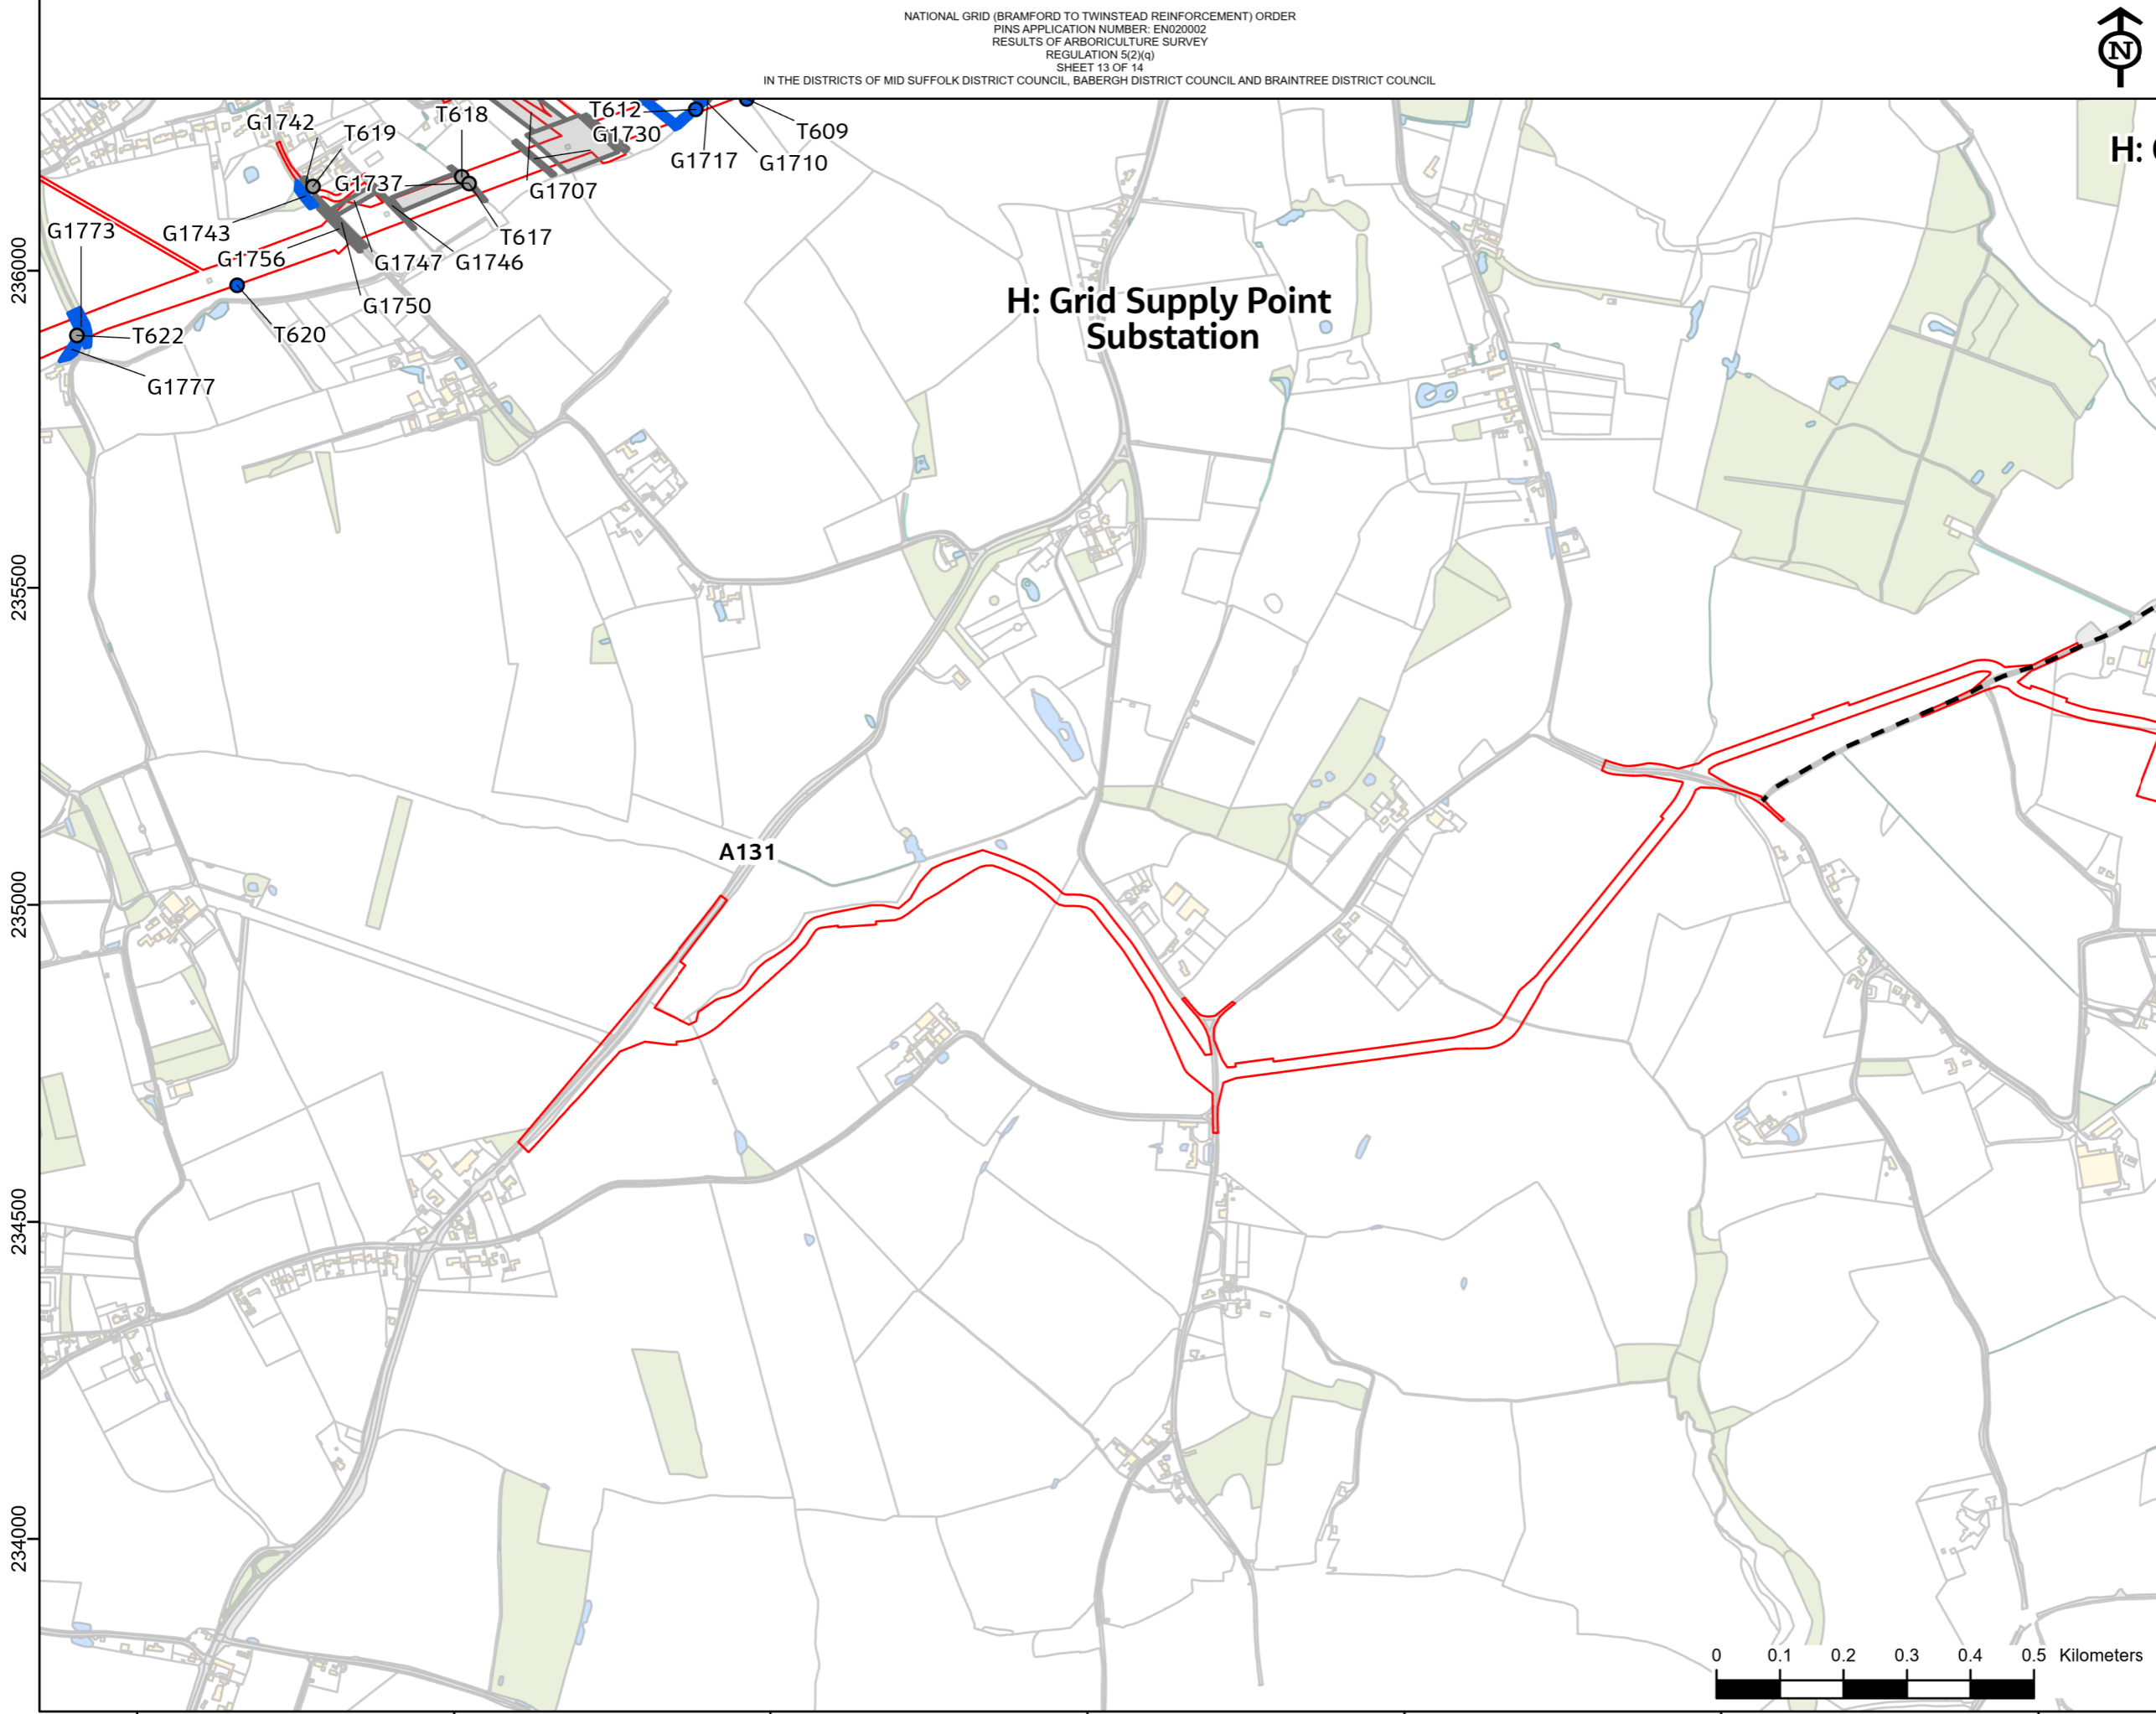 NATIONAL GRID (BRAMFORD TO TWINSTEAD REINFORCEMENT) ORDER
PINS APPLICATION NUMBER: EN020002
RESULTS OF ARBORICULTURE SURVEY
REGULATION 5(2)(q)
SHEET 13 OF 14
IN THE DISTRICTS OF MID SUFFOLK DISTRICT COUNCIL, BABERGH DISTRICT COUNCIL AND BRAINTREE DISTRICT COUNCIL
N
G1742
T619
T618
T612
G1730
T609
G1717
G1710
G1737
G1707
G1773
G1743
T617
G1756
G1747
G1746
G1750
T622
T620
G1777
H: Grid Supply Point
Substation
H:
A131
236000
235500
235000
234500
234000
0 0.1 0.2 0.3 0.4 0.5 Kilometers